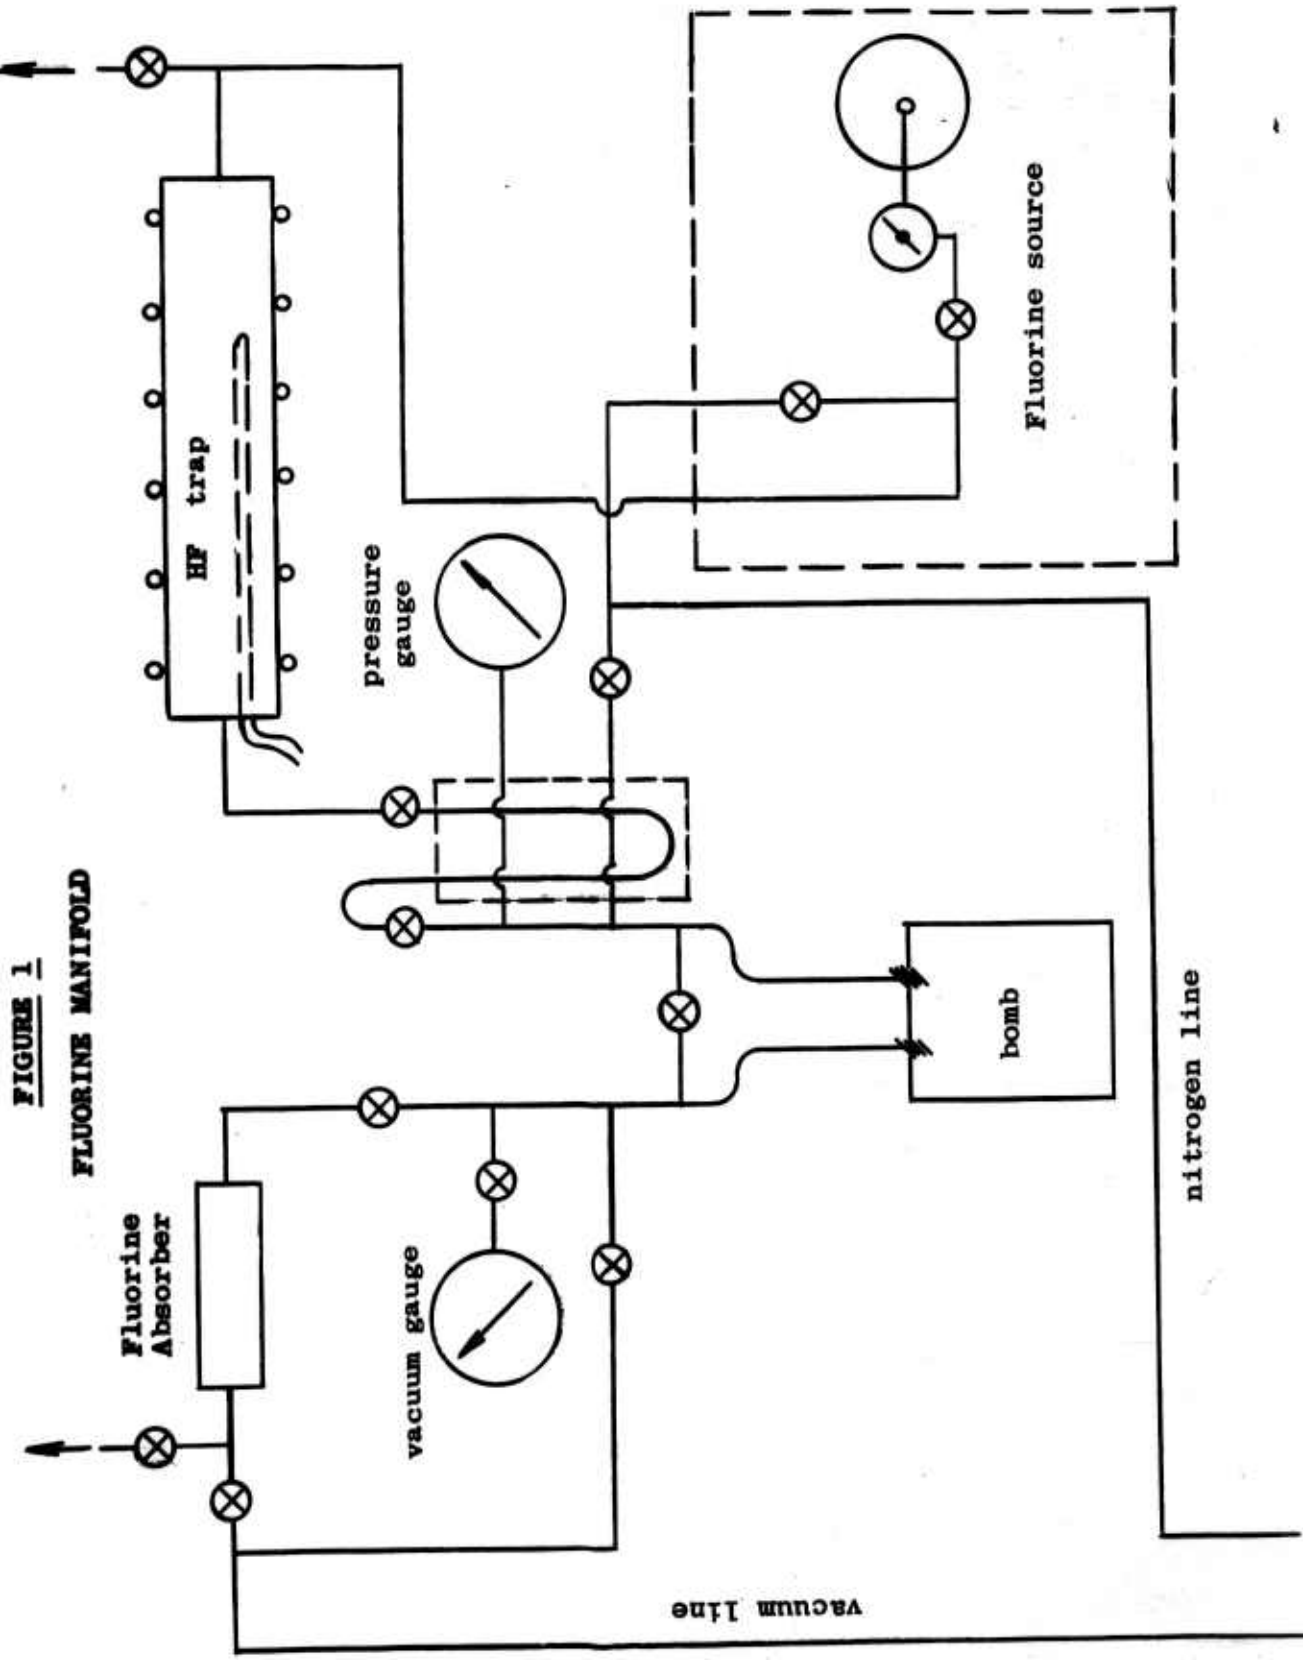 FIGURE 1
FLUORINE MANIFOLD
Fluorine
Absorber
HF trap
vacuum gauge
pressure
gauge
vacuum line
bomb
Fluorine source
nitrogen line